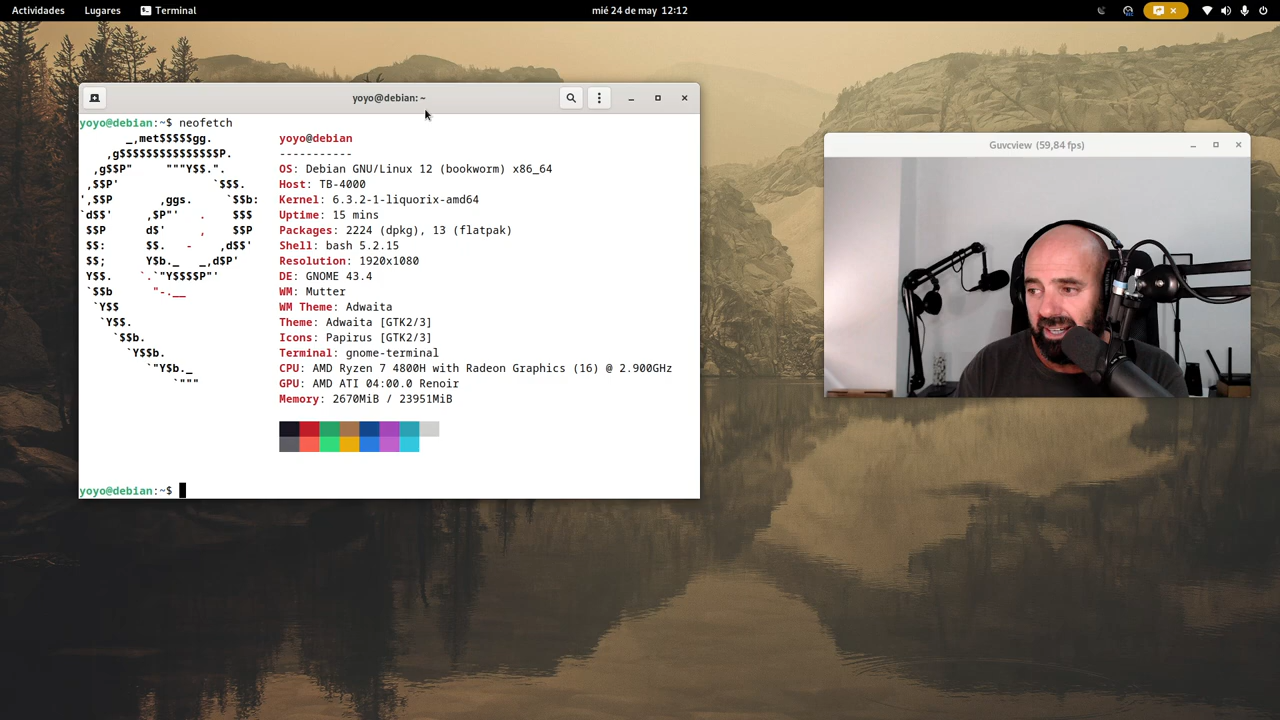 Actividades Lugares Terminal mié 24 de may 12:12
yoyo@debian: ~
yoyo@debian:~$ neofetch
_,met$$$$$gg.
,g$$$$$$$$$$$$$$$P.
,g$$P" """Y$$.".
,$$P' `$$$.
',$$P ,ggs. `$$b:
`d$$' ,$P"' . $$$
$$P d$' , $$P
$$: $$. - ,d$$'
$$; Y$b._ _,d$P'
Y$$. `.`"Y$$$$P"'
`$$b "-.__
`Y$$
`Y$$.
`$$b.
`Y$$b.
`"Y$b._
`"""
yoyo@debian
-----------
OS: Debian GNU/Linux 12 (bookworm) x86_64
Host: TB-4000
Kernel: 6.3.2-1-liquorix-amd64
Uptime: 15 mins
Packages: 2224 (dpkg), 13 (flatpak)
Shell: bash 5.2.15
Resolution: 1920x1080
DE: GNOME 43.4
WM: Mutter
WM Theme: Adwaita
Theme: Adwaita [GTK2/3]
Icons: Papirus [GTK2/3]
Terminal: gnome-terminal
CPU: AMD Ryzen 7 4800H with Radeon Graphics (16) @ 2.900GHz
GPU: AMD ATI 04:00.0 Renoir
Memory: 2670MiB / 23951MiB
yoyo@debian:~$
Guvcview (59,84 fps)